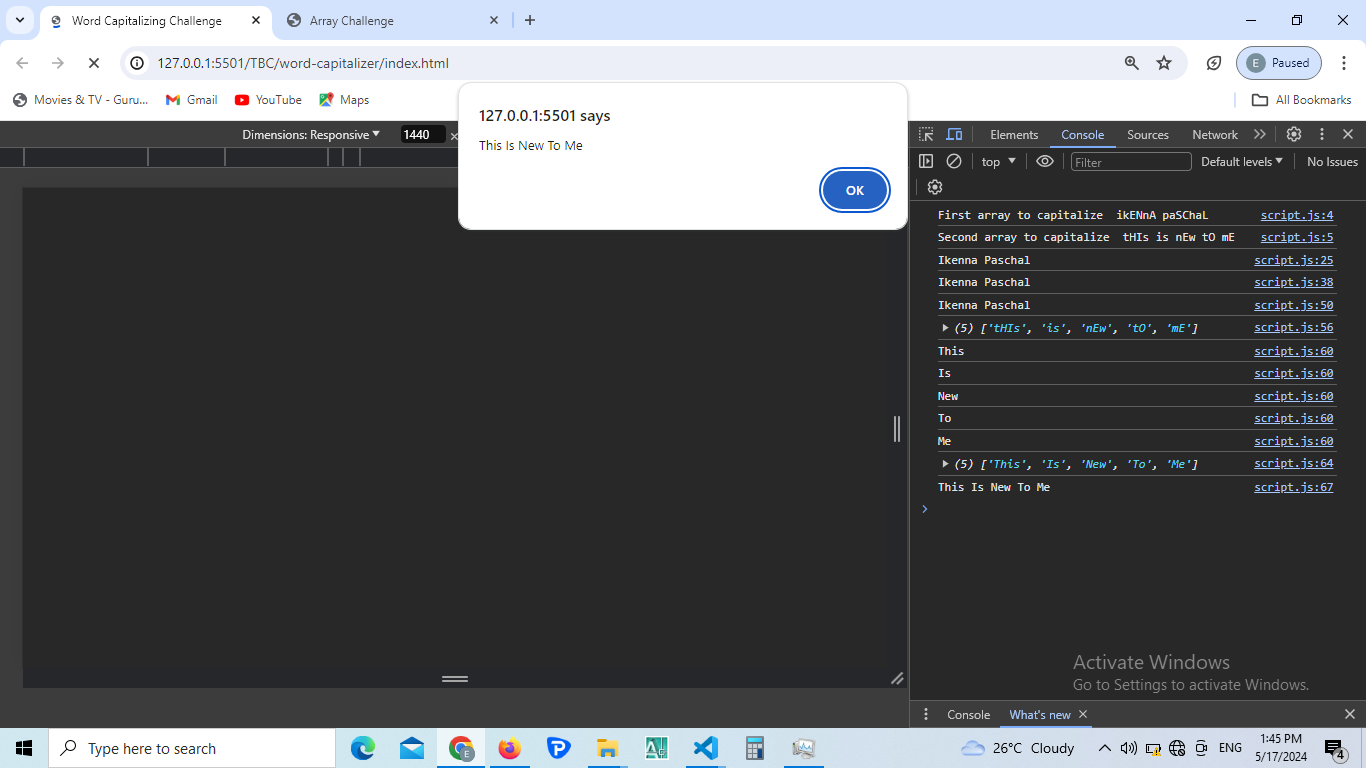 Word Capitalizing Challenge
Array Challenge
127.0.0.1:5501/TBC/word-capitalizer/index.html
E Paused
Movies & TV - Guru...
Gmail
YouTube
Maps
All Bookmarks
127.0.0.1:5501 says
This Is New To Me
OK
Dimensions: Responsive
1440
Elements
Console
Sources
Network
No Issues
top
Filter
Default levels
First array to capitalize  ikENnA paSChaL script.js:4
Second array to capitalize  tHIs is nEw tO mE script.js:5
Ikenna Paschal script.js:25
Ikenna Paschal script.js:38
Ikenna Paschal script.js:50
(5) ['tHIs', 'is', 'nEw', 'tO', 'mE'] script.js:56
This script.js:60
Is script.js:60
New script.js:60
To script.js:60
Me script.js:60
(5) ['This', 'Is', 'New', 'To', 'Me'] script.js:64
This Is New To Me script.js:67
Activate Windows
Go to Settings to activate Windows.
Console
What's new
Type here to search
E
26°C Cloudy
ENG
1:45 PM
5/17/2024
4